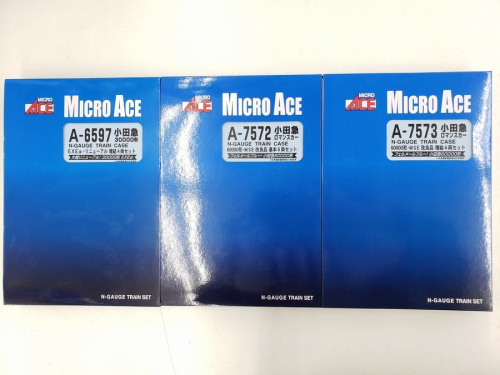 MICRO
ACE
MICRO ACE
A-6597 小田急
30000形
N-GAUGE TRAIN CASE
EXEα・リニューアル 増結4両セット
N-GAUGE TRAIN SET
MICRO
ACE
MICRO ACE
A-7572 小田急
ロマンスカー
N-GAUGE TRAIN CASE
60000形・MSE 改良品 基本6両セット
N-GAUGE TRAIN SET
MICRO
ACE
MICRO ACE
A-7573 小田急
ロマンスカー
N-GAUGE TRAIN CASE
60000形・MSE 改良品 増結4両セット
N-GAUGE TRAIN SET